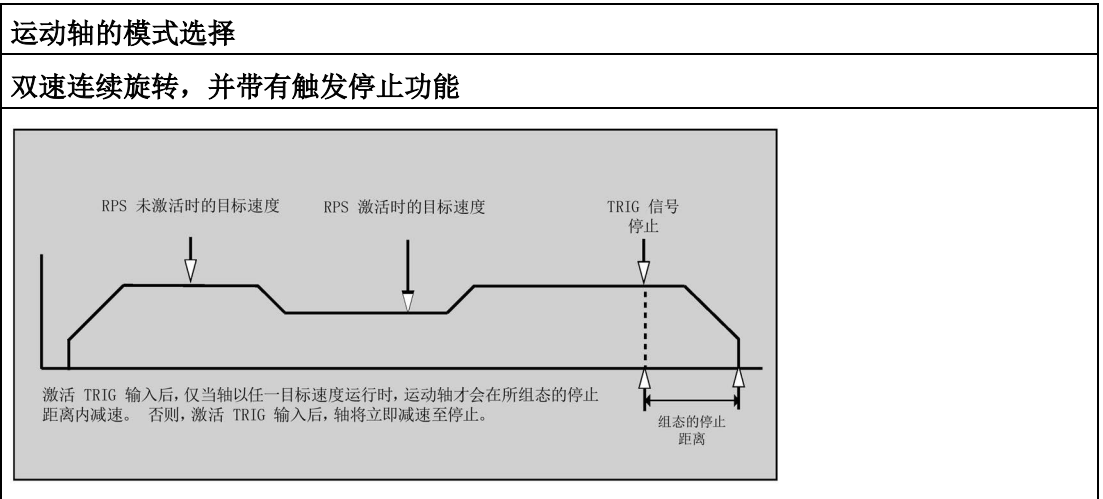 运动轴的模式选择
双速连续旋转，并带有触发停止功能
RPS 未激活时的目标速度
RPS 激活时的目标速度
TRIG 信号
停止
激活 TRIG 输入后，仅当轴以任一目标速度运行时，运动轴才会在所组态的停止
距离内减速。 否则，激活 TRIG 输入后，轴将立即减速至停止。
组态的停止
距离